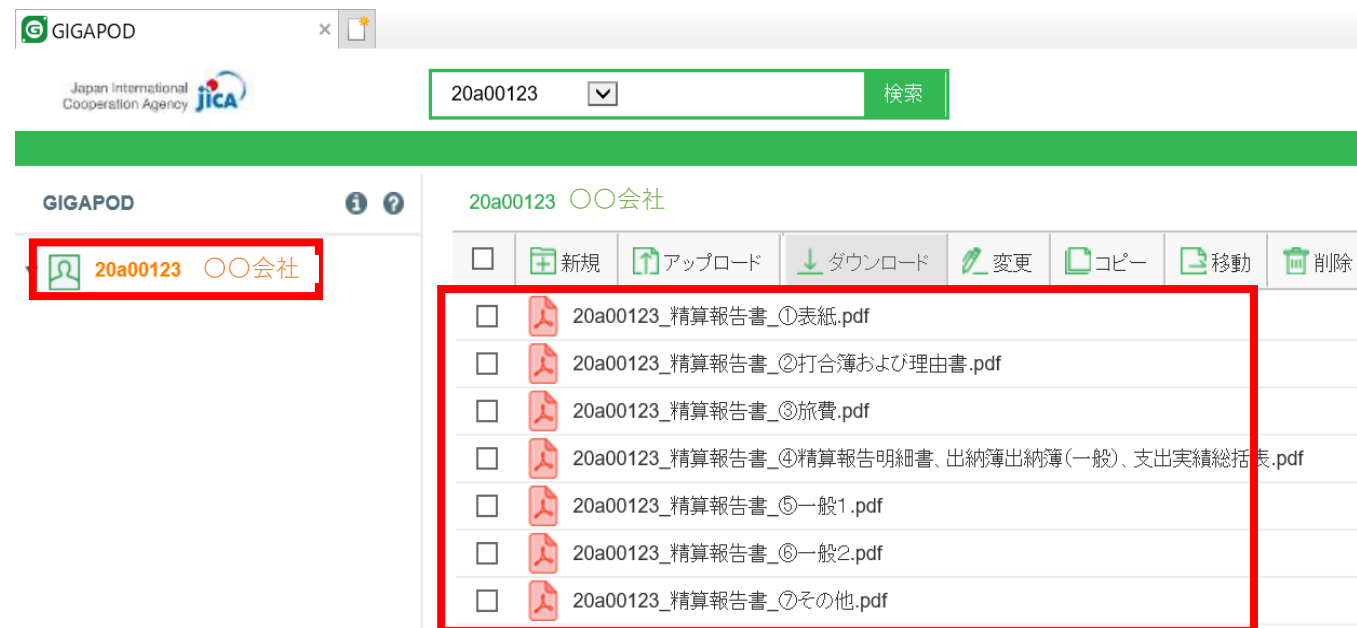 GIGAPOD
Japan International
Cooperation Agency jica
20a00123 検索
GIGAPOD
20a00123 〇〇会社
20a00123 〇〇会社
新規 アップロード ダウンロード 変更 コピー 移動 削除
20a00123_精算報告書_①表紙.pdf
20a00123_精算報告書_②打合簿および理由書.pdf
20a00123_精算報告書_③旅費.pdf
20a00123_精算報告書_④精算報告明細書、出納簿出納簿(一般)、支出実績総括表.pdf
20a00123_精算報告書_⑤一般1.pdf
20a00123_精算報告書_⑥一般2.pdf
20a00123_精算報告書_⑦その他.pdf